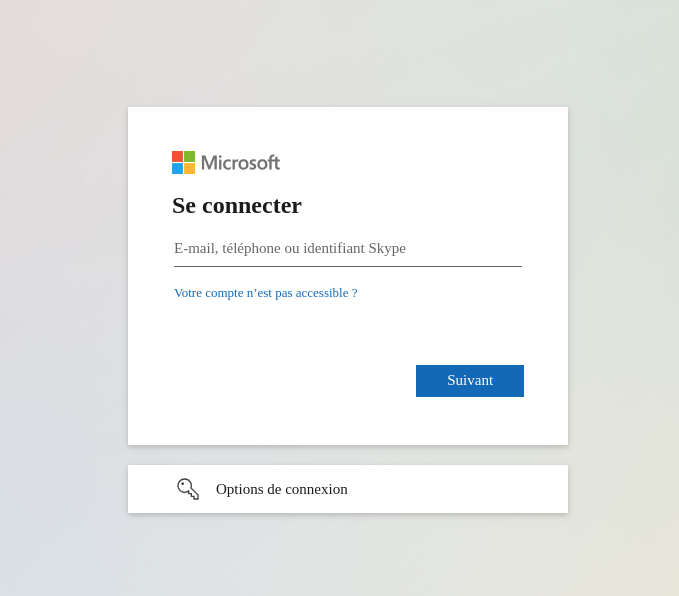 Microsoft
Se connecter
E-mail, téléphone ou identifiant Skype
Votre compte n’est pas accessible ?
Suivant
Options de connexion